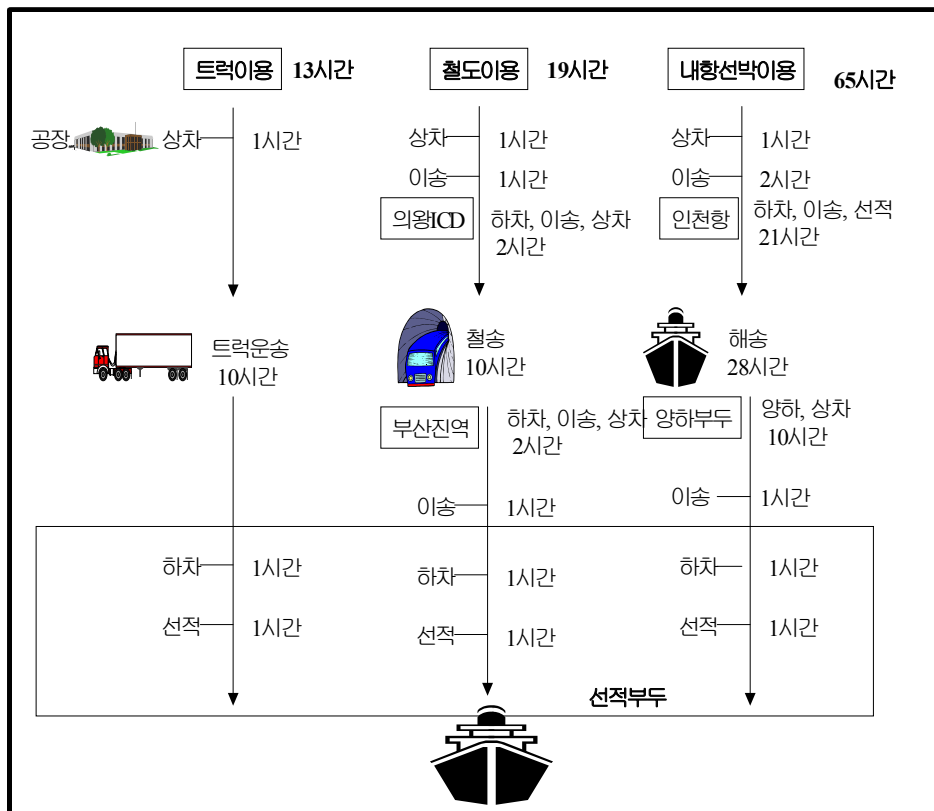 트럭이용 13시간
철도이용 19시간
내항선박이용 65시간
공장 상차 1시간
상차 1시간
이송 1시간
의왕ICD 하차, 이송, 상차
2시간
상차 1시간
이송 2시간
인천항 하차, 이송, 선적
21시간
트럭운송
10시간
철송
10시간
해송
28시간
부산진역 하차, 이송, 상차
2시간
이송 1시간
양하부두 양하, 상차
10시간
이송 1시간
하차 1시간
선적 1시간
하차 1시간
선적 1시간
하차 1시간
선적 1시간
선적부두